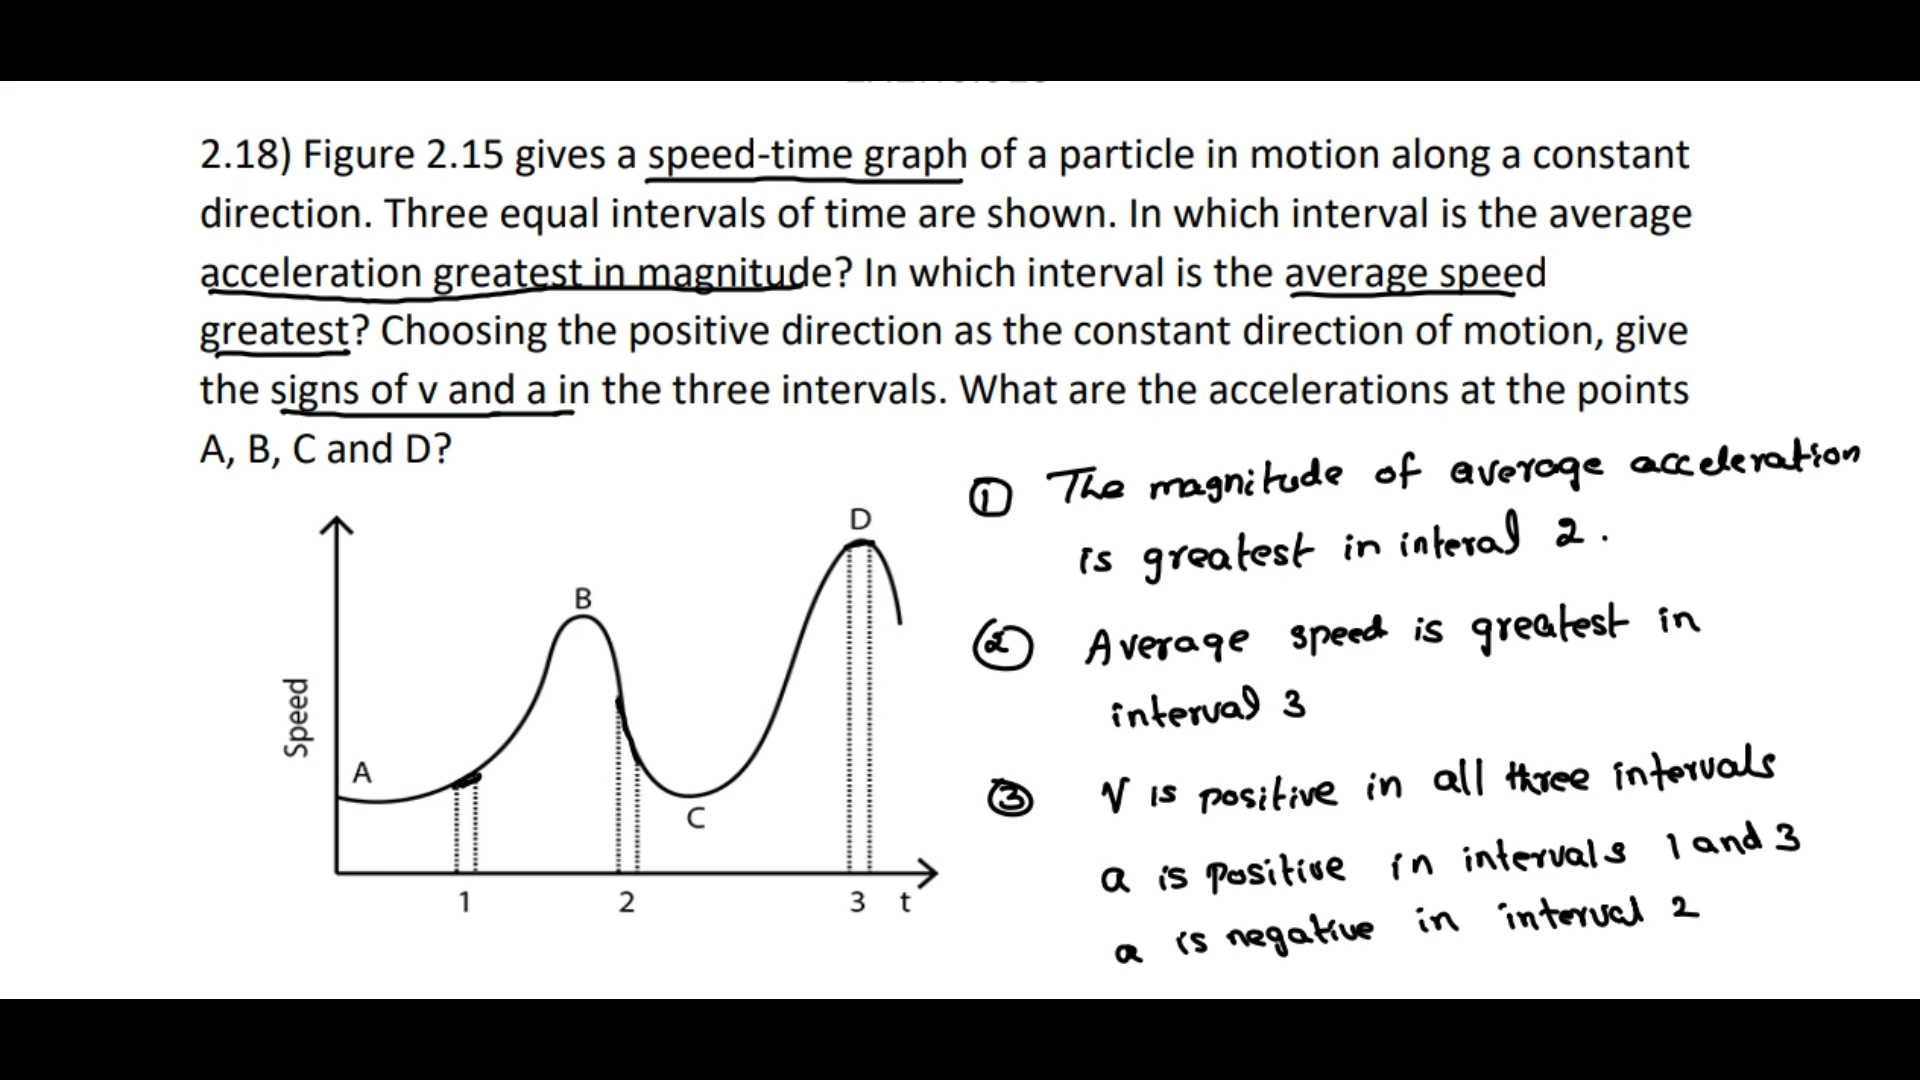 2.18) Figure 2.15 gives a speed-time graph of a particle in motion along a constant
direction. Three equal intervals of time are shown. In which interval is the average
acceleration greatest in magnitude? In which interval is the average speed
greatest? Choosing the positive direction as the constant direction of motion, give
the signs of v and a in the three intervals. What are the accelerations at the points
A, B, C and D?
Speed
A
B
C
D
1
2
3
t
① The magnitude of average acceleration
is greatest in interal 2.
② Average speed is greatest in
interval 3
③ V is positive in all three intervals
a is positive in intervals 1 and 3
a is negative in interval 2